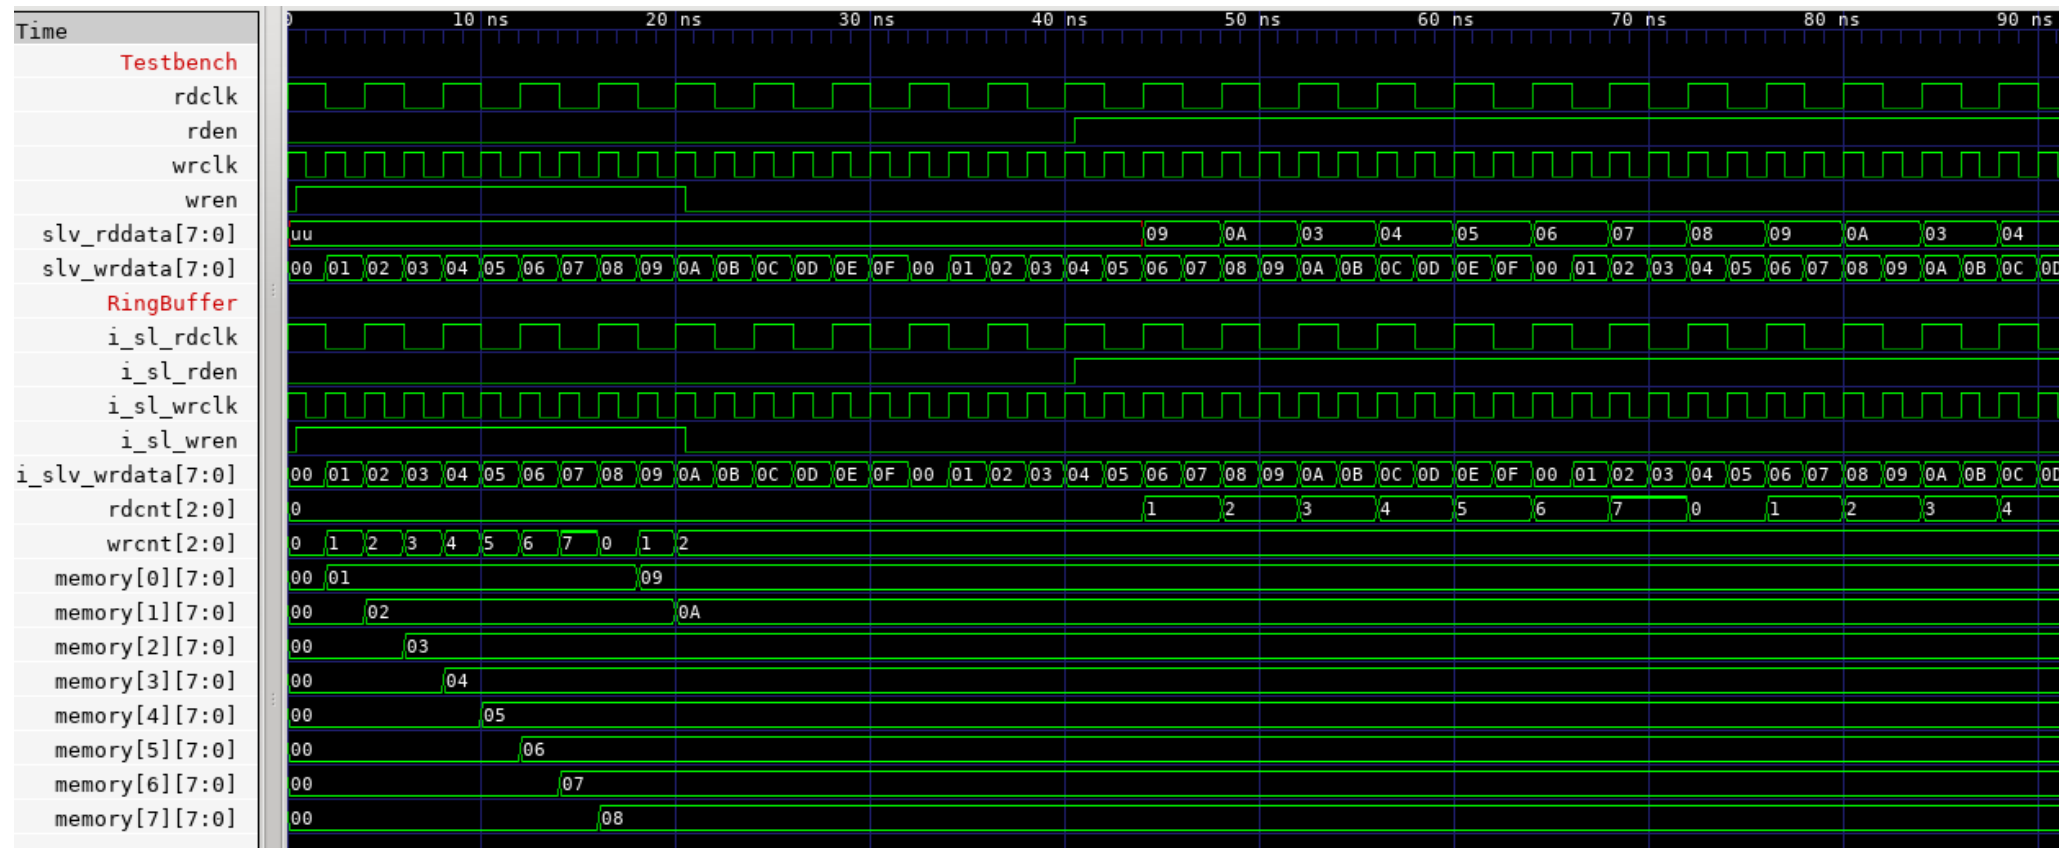 0 10 ns 20 ns 30 ns 40 ns 50 ns 60 ns 70 ns 80 ns 90 ns
Time
Testbench
rdclk
rden
wrclk
wren
slv_rddata[7:0] uu 09 0A 03 04 05 06 07 08 09 0A 03 04
slv_wrdata[7:0] 00 01 02 03 04 05 06 07 08 09 0A 0B 0C 0D 0E 0F 00 01 02 03 04 05 06 07 08 09 0A 0B 0C 0D 0E 0F 00 01 02 03 04 05 06 07 08 09 0A 0B 0C 0D
RingBuffer
i_sl_rdclk
i_sl_rden
i_sl_wrclk
i_sl_wren
i_slv_wrdata[7:0] 00 01 02 03 04 05 06 07 08 09 0A 0B 0C 0D 0E 0F 00 01 02 03 04 05 06 07 08 09 0A 0B 0C 0D 0E 0F 00 01 02 03 04 05 06 07 08 09 0A 0B 0C 0D
rdcnt[2:0] 0 1 2 3 4 5 6 7 0 1 2 3 4
wrcnt[2:0] 0 1 2 3 4 5 6 7 0 1 2
memory[0][7:0] 00 01 09
memory[1][7:0] 00 02 0A
memory[2][7:0] 00 03
memory[3][7:0] 00 04
memory[4][7:0] 00 05
memory[5][7:0] 00 06
memory[6][7:0] 00 07
memory[7][7:0] 00 08